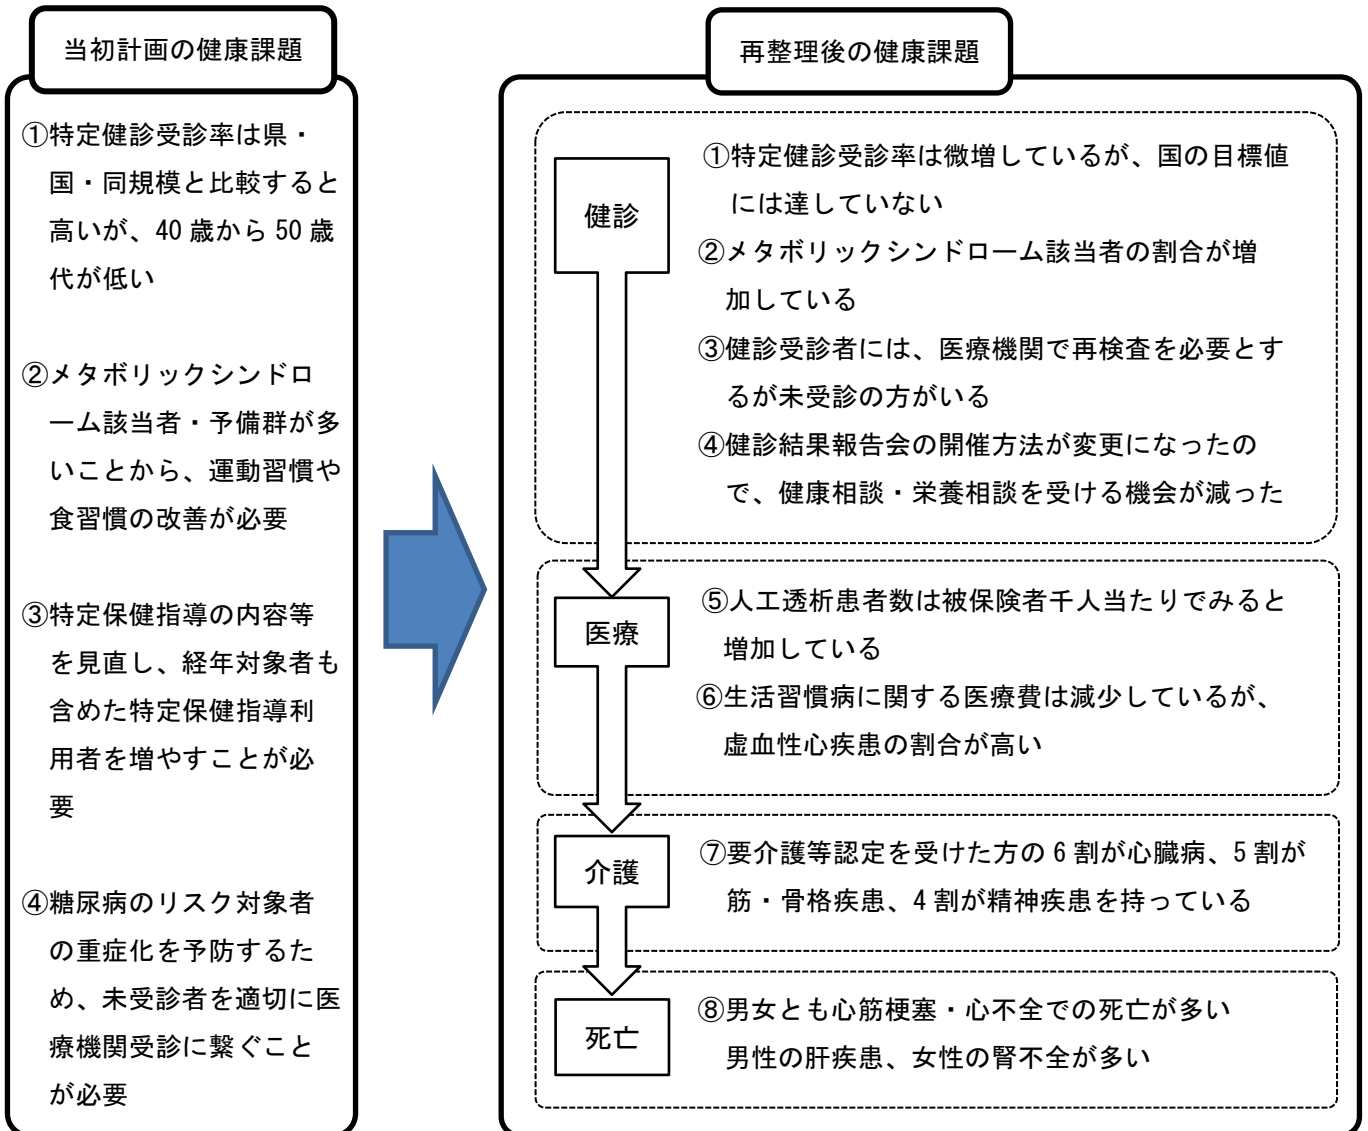 当初計画の健康課題
①特定健診受診率は県・
国・同規模と比較すると
高いが、40歳から50歳
代が低い
②メタボリックシンドロ
ーム該当者・予備群が多
いことから、運動習慣や
食習慣の改善が必要
③特定保健指導の内容等
を見直し、経年対象者も
含めた特定保健指導利
用者を増やすことが必
要
④糖尿病のリスク対象者
の重症化を予防するた
め、未受診者を適切に医
療機関受診に繋ぐこと
が必要
再整理後の健康課題
健診
①特定健診受診率は微増しているが、国の目標値
には達していない
②メタボリックシンドローム該当者の割合が増
加している
③健診受診者には、医療機関で再検査を必要とす
るが未受診の方がいる
④健診結果報告会の開催方法が変更になったの
で、健康相談・栄養相談を受ける機会が減った
医療
⑤人工透析患者数は被保険者千人当たりでみると
増加している
⑥生活習慣病に関する医療費は減少しているが、
虚血性心疾患の割合が高い
介護
⑦要介護等認定を受けた方の6割が心臓病、5割が
筋・骨格疾患、4割が精神疾患を持っている
死亡
⑧男女とも心筋梗塞・心不全での死亡が多い
男性の肝疾患、女性の腎不全が多い